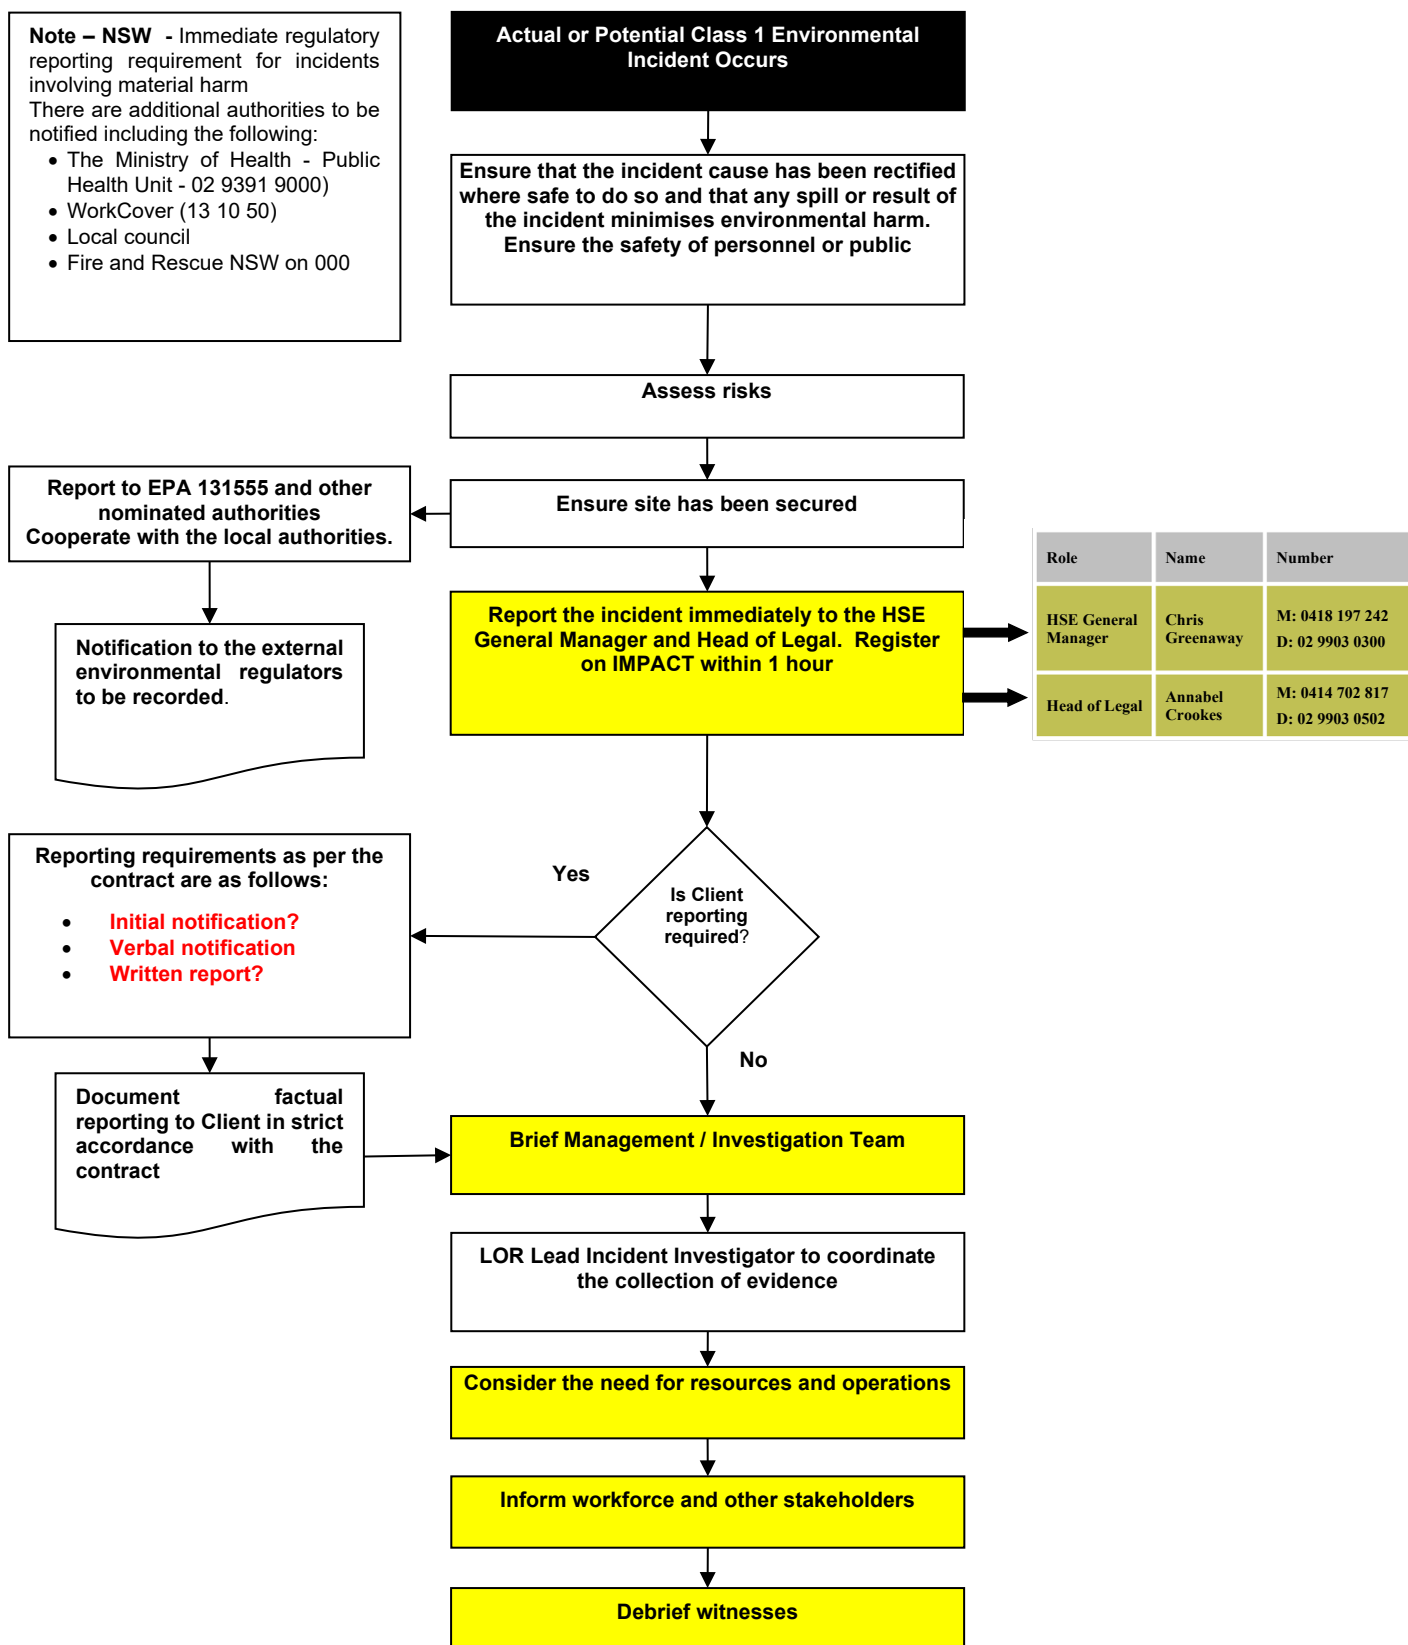 Note – NSW - Immediate regulatory
reporting requirement for incidents
involving material harm
There are additional authorities to be
notified including the following:
• The Ministry of Health - Public
Health Unit - 02 9391 9000)
• WorkCover (13 10 50)
• Local council
• Fire and Rescue NSW on 000
Actual or Potential Class 1 Environmental
Incident Occurs
Ensure that the incident cause has been rectified
where safe to do so and that any spill or result of
the incident minimises environmental harm.
Ensure the safety of personnel or public
Assess risks
Ensure site has been secured
Report to EPA 131555 and other
nominated authorities
Cooperate with the local authorities.
Notification to the external
environmental regulators
to be recorded.
Report the incident immediately to the HSE
General Manager and Head of Legal. Register
on IMPACT within 1 hour
Role Name Number
HSE General
Manager
Chris
Greenaway
M: 0418 197 242
D: 02 9903 0300
Head of Legal
Annabel
Crookes
M: 0414 702 817
D: 02 9903 0502
Is Client
reporting
required?
Yes
No
Reporting requirements as per the
contract are as follows:
• Initial notification?
• Verbal notification
• Written report?
Document factual
reporting to Client in strict
accordance with the
contract
Brief Management / Investigation Team
LOR Lead Incident Investigator to coordinate
the collection of evidence
Consider the need for resources and operations
Inform workforce and other stakeholders
Debrief witnesses